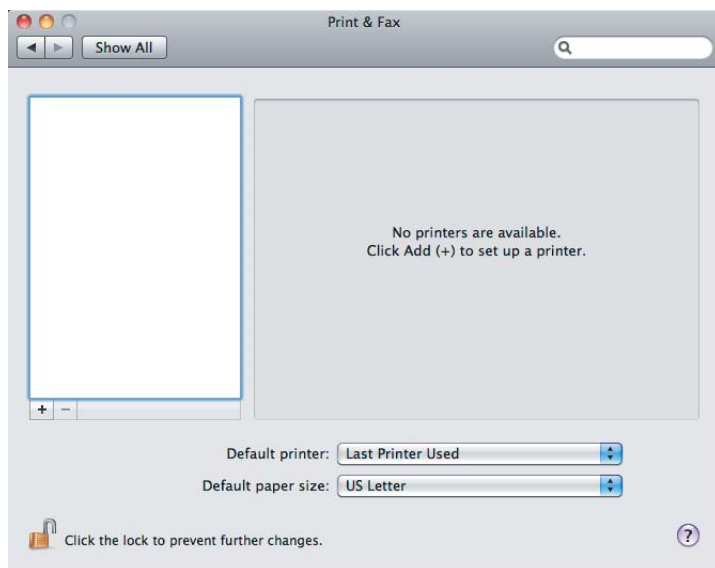 Print & Fax
Show All
No printers are available.
Click Add (+) to set up a printer.
+ −
Default printer: Last Printer Used
Default paper size: US Letter
Click the lock to prevent further changes.
?